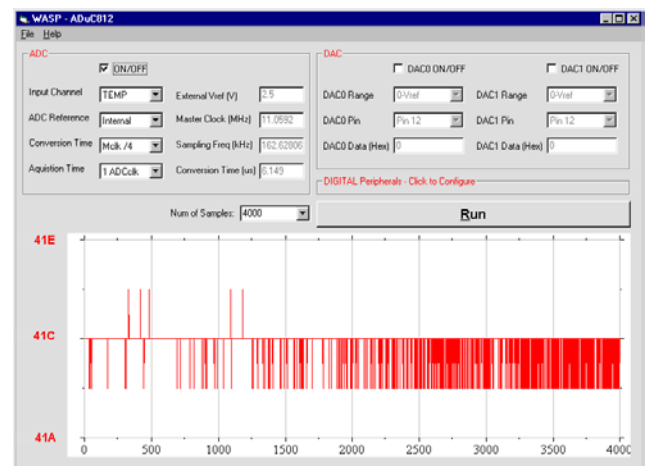 WASP - ADuC812
File Help
ADC
ON/OFF
Input Channel TEMP External Vref (V) 2.5
ADC Reference Internal Master Clock (MHz) 11.0592
Conversion Time Mclk /4 Sampling Freq (kHz) 162.62806
Aquistion Time 1 ADCclk Conversion Time (us) 6.149
DAC
DAC0 ON/OFF DAC1 ON/OFF
DAC0 Range 0-Vref DAC1 Range 0-Vref
DAC0 Pin Pin 12 DAC1 Pin Pin 12
DAC0 Data (Hex) 0 DAC1 Data (Hex) 0
DIGITAL Peripherals - Click to Configure
Num of Samples: 4000 Run
41E
41C
41A
0 500 1000 1500 2000 2500 3000 3500 4000